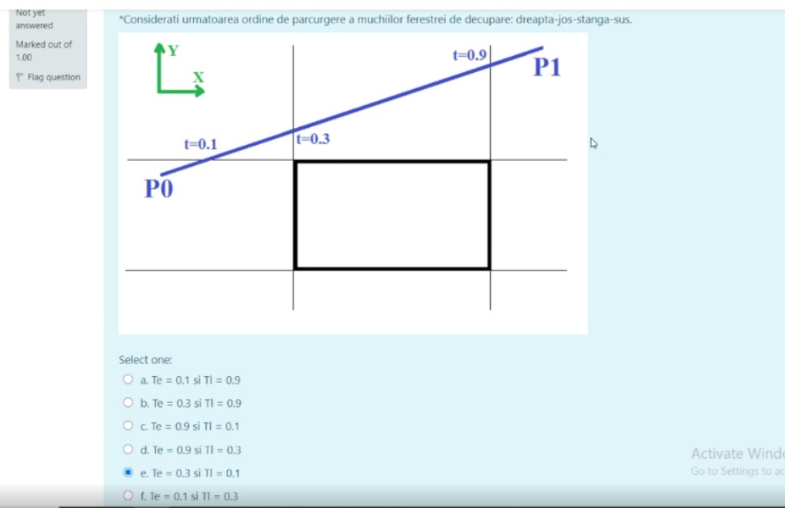 Not yet
answered
Marked out of
1.00
Flag question
*Considerati urmatoarea ordine de parcurgere a muchiilor ferestrei de decupare: dreapta-jos-stanga-sus.
Y
X
t=0.9
P1
t=0.1
t=0.3
P0
Select one:
a. Te = 0.1 si Tl = 0.9
b. Te = 0.3 si Tl = 0.9
c. Te = 0.9 si Tl = 0.1
d. Te = 0.9 si Tl = 0.3
e. Te = 0.3 si Tl = 0.1
f. Te = 0.1 si Tl = 0.3
Activate
Go to Settings to